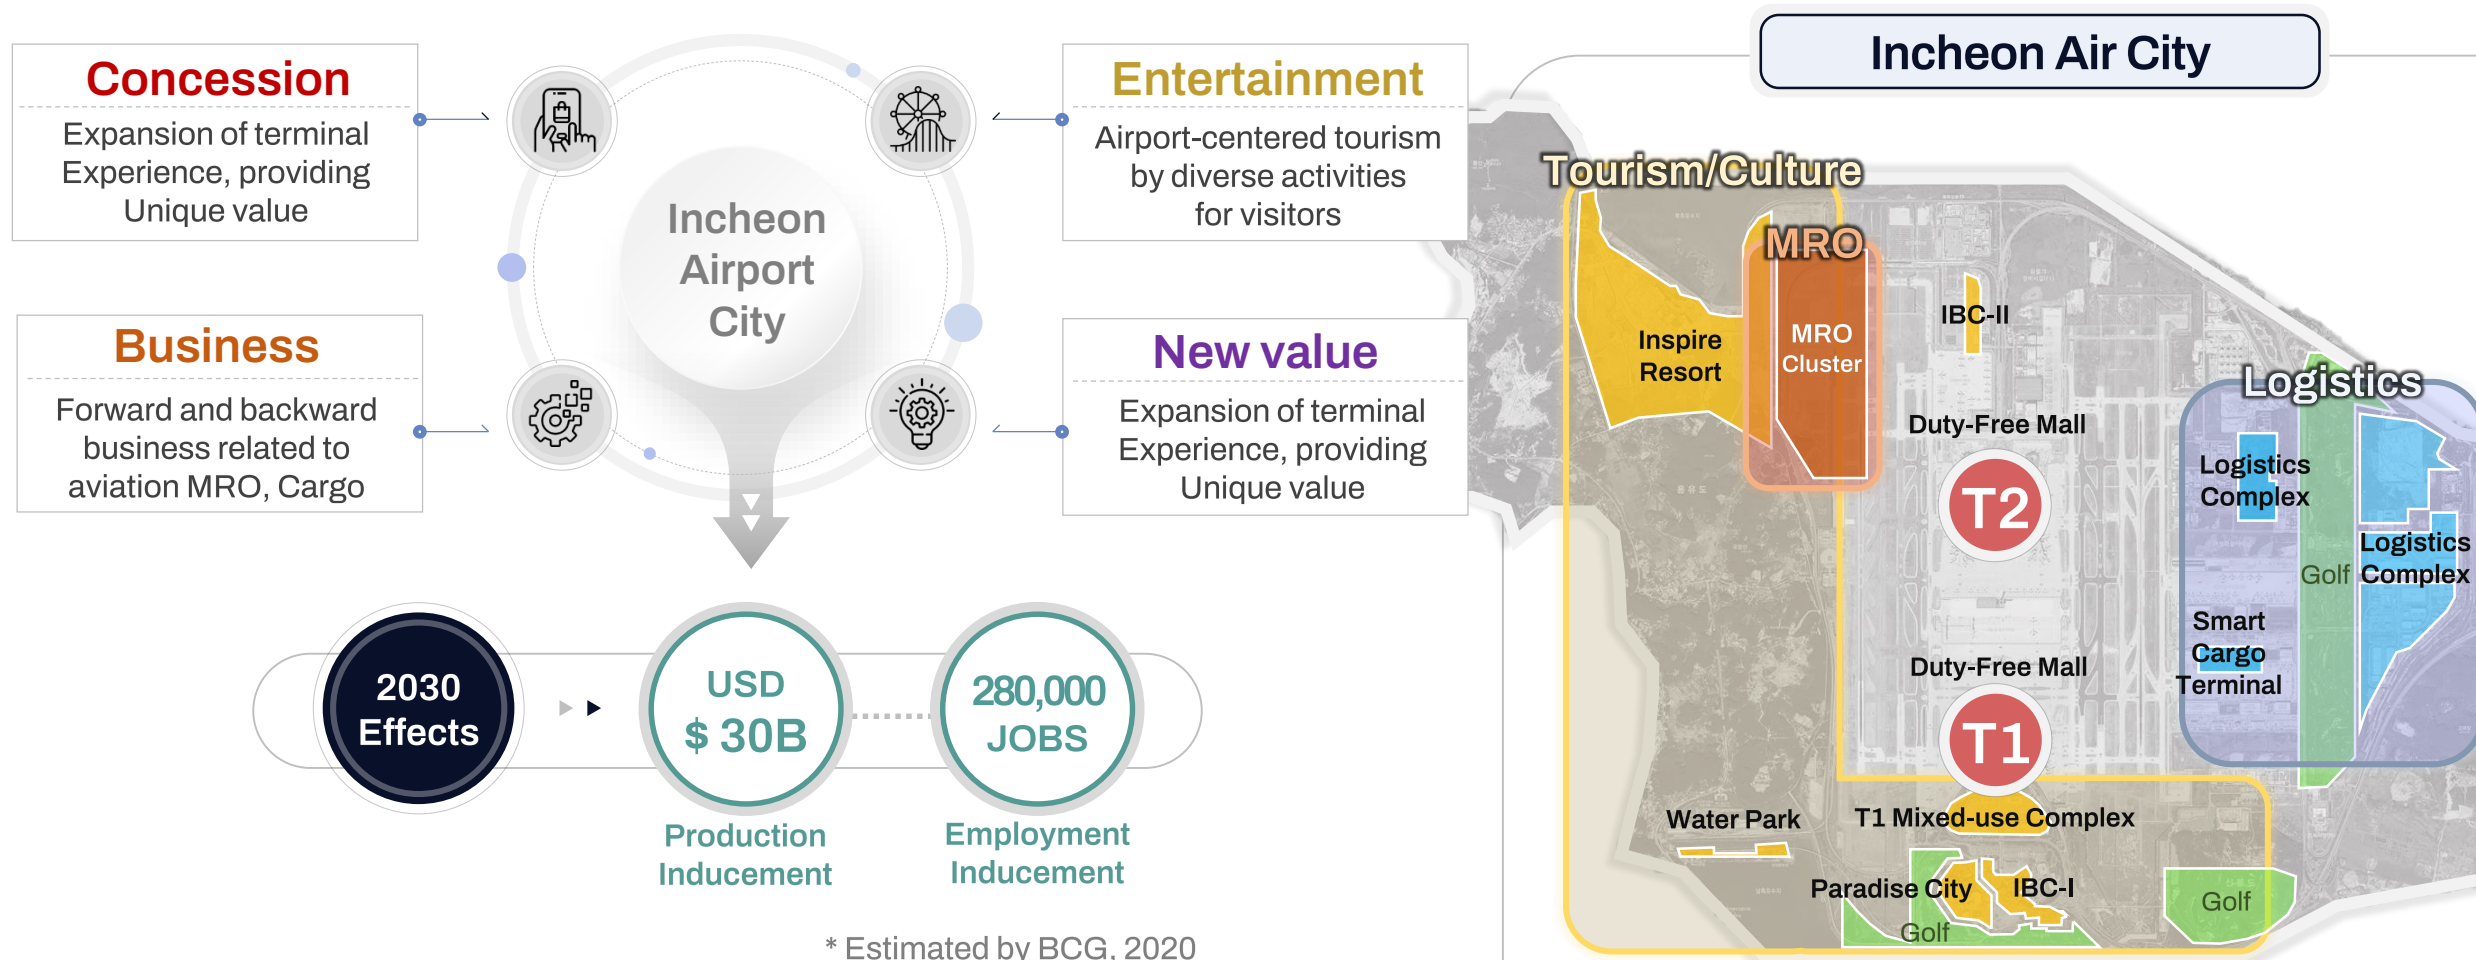 Concession
Expansion of terminal
Experience, providing
Unique value
Entertainment
Airport-centered tourism
by diverse activities
for visitors
Incheon
Airport
City
Business
Forward and backward
business related to
aviation MRO, Cargo
New value
Expansion of terminal
Experience, providing
Unique value
2030
Effects
USD
$ 30B
280,000
JOBS
Production
Inducement
Employment
Inducement
* Estimated by BCG, 2020
Incheon Air City
Tourism/Culture
MRO
IBC-II
Inspire
Resort
MRO
Cluster
Logistics
Duty-Free Mall
T2
Logistics
Complex
Logistics
Complex
Golf
Smart
Cargo
Terminal
Duty-Free Mall
T1
Water Park
T1 Mixed-use Complex
Paradise City
IBC-I
Golf
Golf